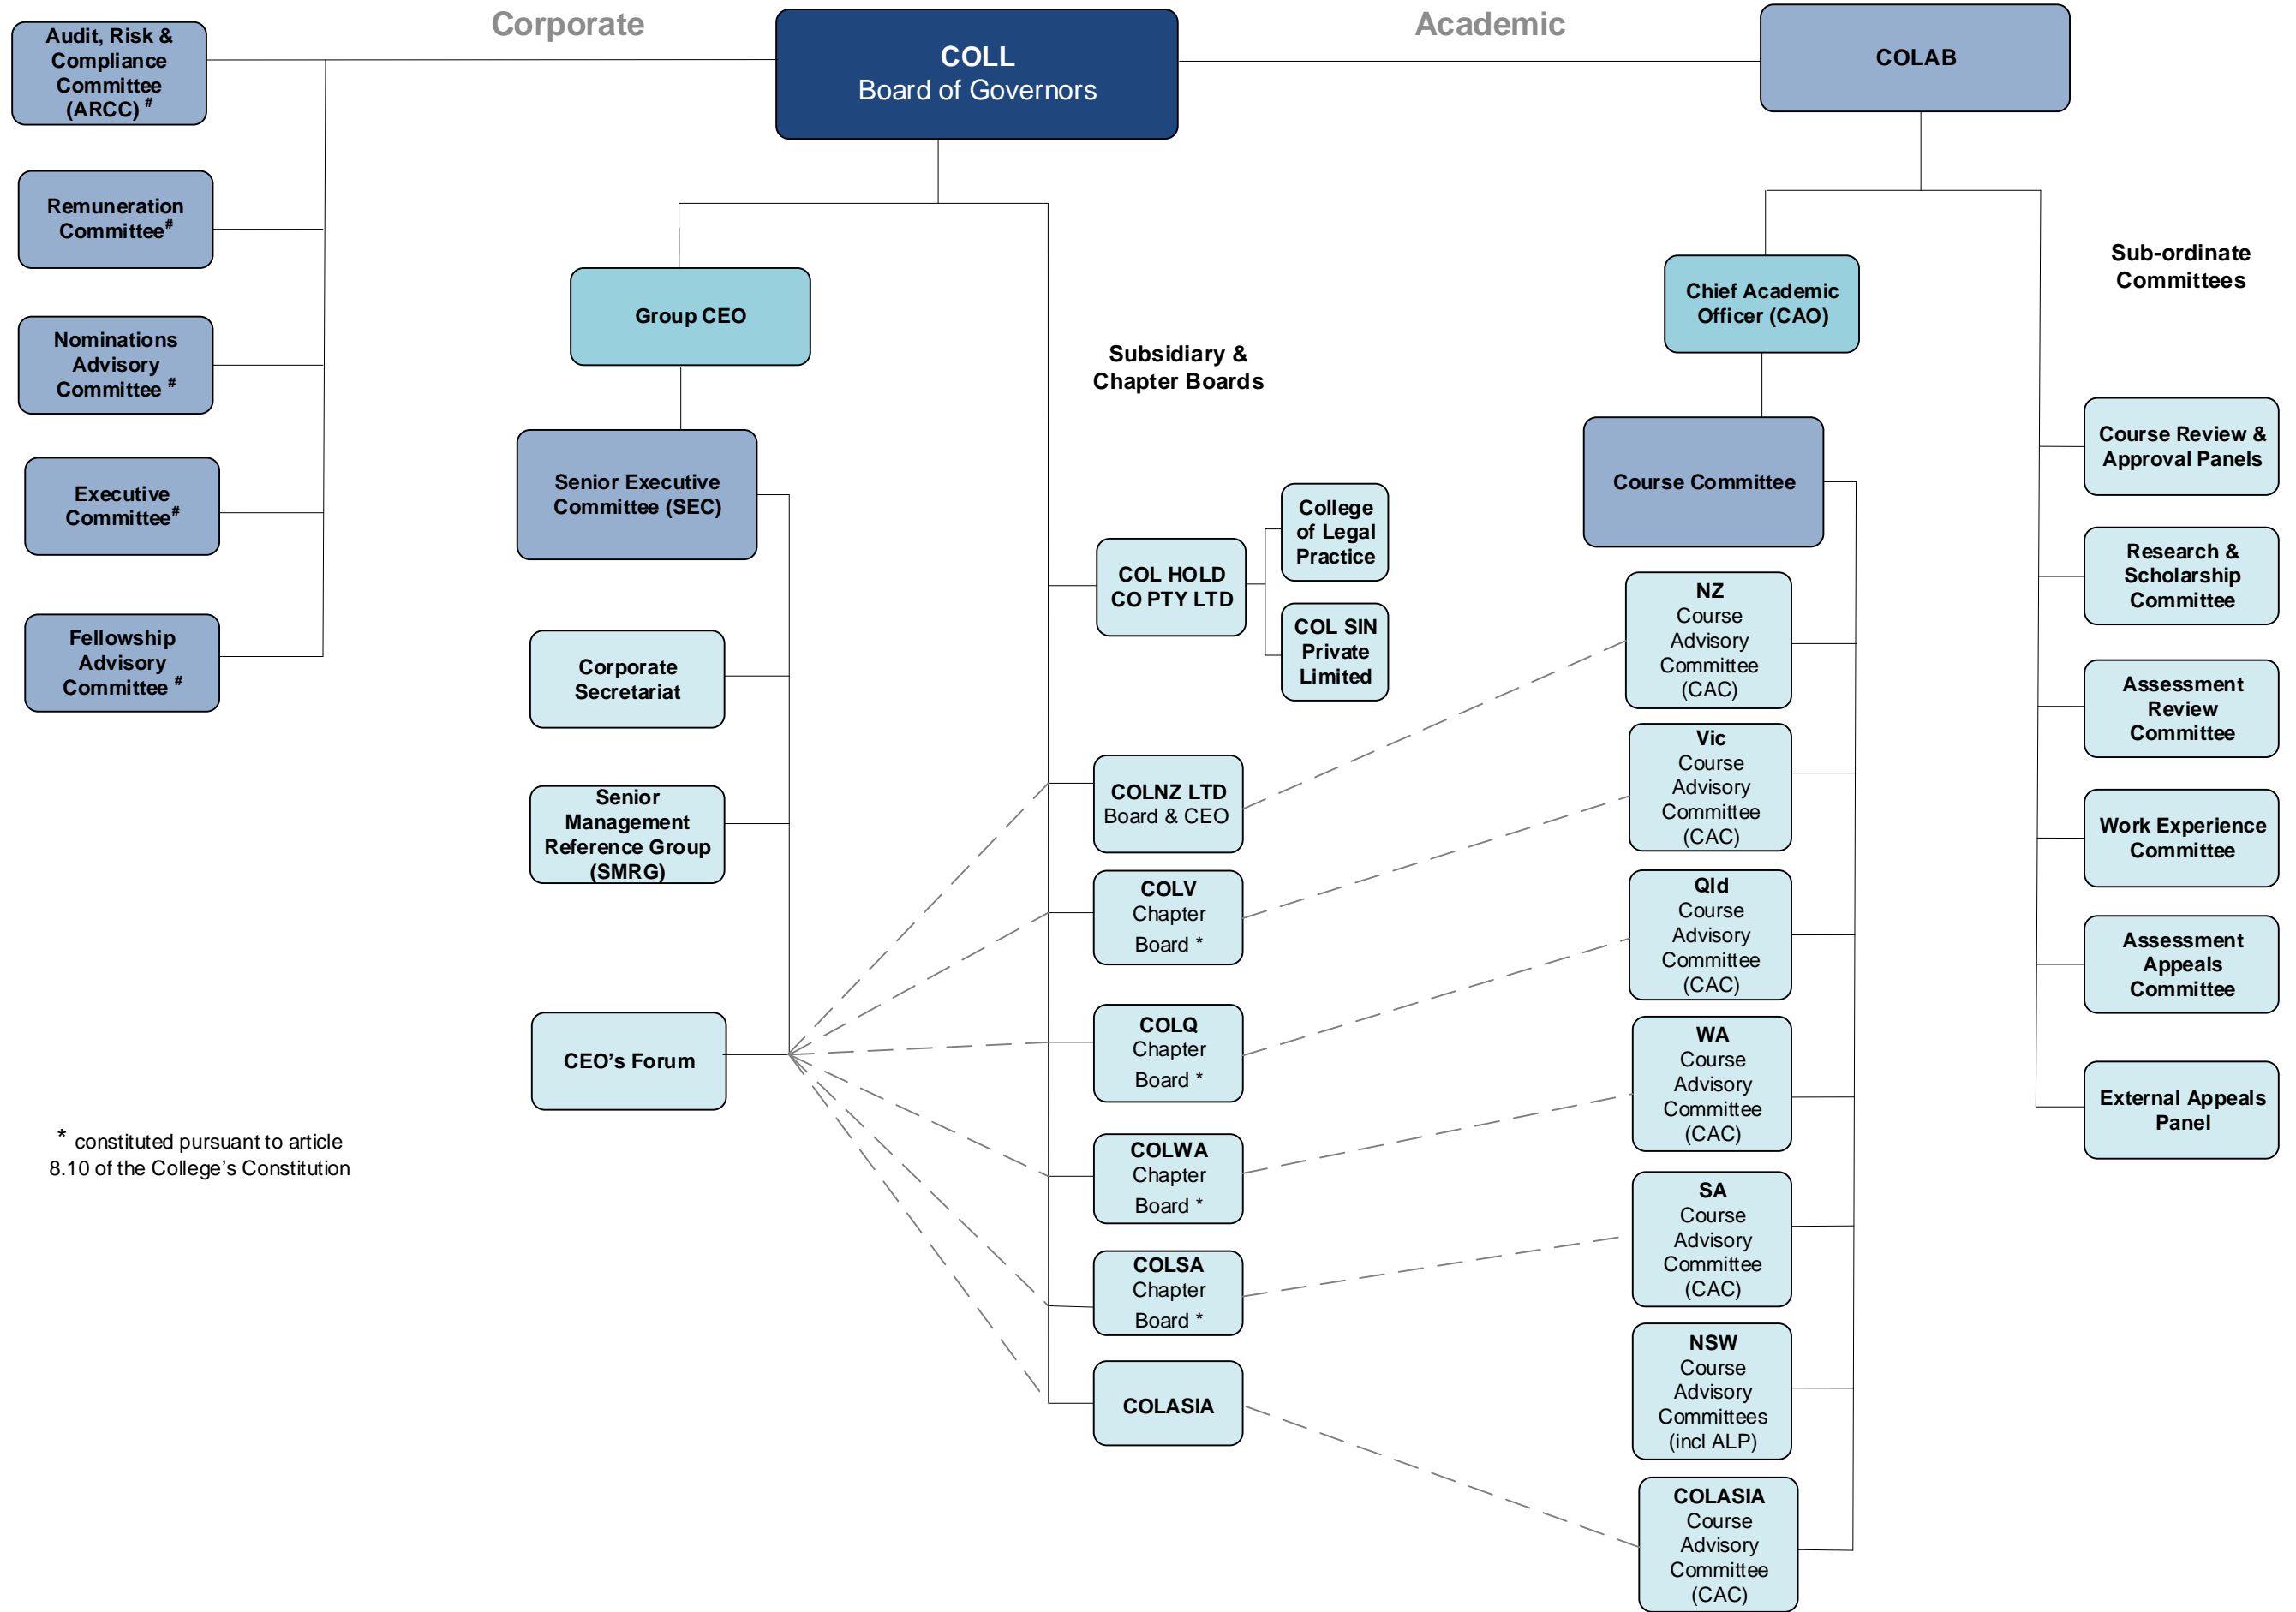 Corporate
Academic
Audit, Risk &
Compliance
Committee
(ARCC) #
COLL
Board of Governors
COLAB
Remuneration
Committee#
Nominations
Advisory
Committee #
Executive
Committee#
Fellowship
Advisory
Committee #
Group CEO
Senior Executive
Committee (SEC)
Corporate
Secretariat
Senior
Management
Reference Group
(SMRG)
CEO's Forum
* constituted pursuant to article
8.10 of the College's Constitution
Subsidiary &
Chapter Boards
COL HOLD
CO PTY LTD
College
of Legal
Practice
COL SIN
Private
Limited
COLNZ LTD
Board & CEO
COLV
Chapter
Board *
COLQ
Chapter
Board *
COLWA
Chapter
Board *
COLSA
Chapter
Board *
COLASIA
Chief Academic
Officer (CAO)
Course Committee
NZ
Course
Advisory
Committee
(CAC)
Vic
Course
Advisory
Committee
(CAC)
Qld
Course
Advisory
Committee
(CAC)
WA
Course
Advisory
Committee
(CAC)
SA
Course
Advisory
Committee
(CAC)
NSW
Course
Advisory
Committees
(incl ALP)
COLASIA
Course
Advisory
Committee
(CAC)
Sub-ordinate
Committees
Course Review &
Approval Panels
Research &
Scholarship
Committee
Assessment
Review
Committee
Work Experience
Committee
Assessment
Appeals
Committee
External Appeals
Panel